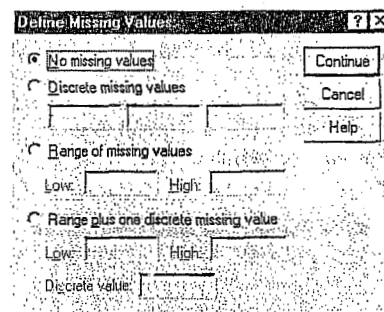 Define Missing Values ? X
No missing values Continue
Discrete missing values Cancel
Help
Range of missing values
Low: High:
Range plus one discrete missing value
Low: High:
Discrete value: